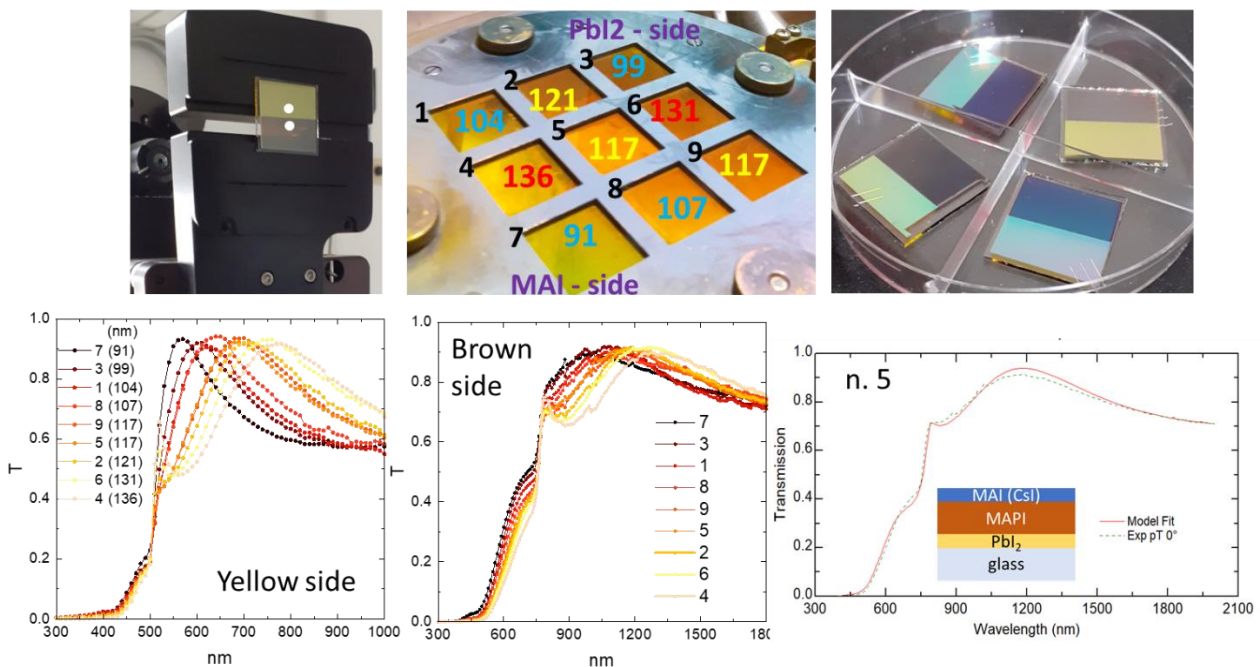 PbI2 - side
1
104
2
121
3
99
4
136
5
117
6
131
7
91
8
107
9
117
MAI - side
T
1.0
0.8
0.6
0.4
0.2
0.0
(nm)
7 (91)
3 (99)
1 (104)
8 (107)
9 (117)
5 (117)
2 (121)
6 (131)
4 (136)
Yellow side
300 400 500 600 700 800 900 1000
nm
T
1.0
0.8
0.6
0.4
0.2
0.0
Brown
side
7
3
1
8
9
5
2
6
4
300 600 900 1200 1500 180
nm
Transmission
1.0
0.8
0.6
0.4
0.2
0.0
n. 5
MAI (CsI)
MAPI
PbI₂
glass
Model Fit
Exp pT 0°
300 600 900 1200 1500 1800 2100
Wavelength (nm)